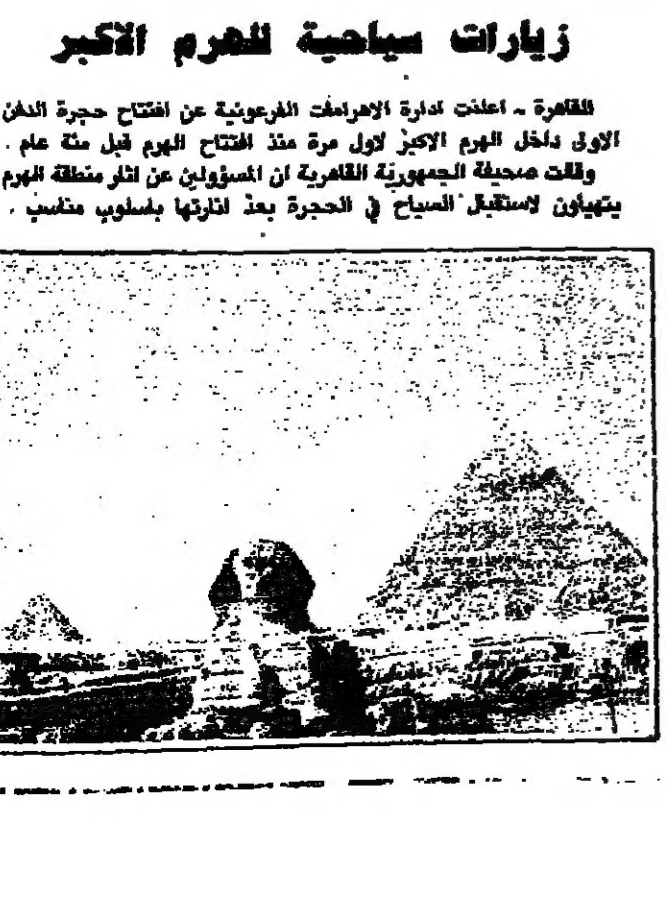 زيارات سياحية للهرم الاكبر
القاهرة - اعلنت ادارة الاهرامات الفرعونية عن افتتاح حجرة الدفن
الاولى داخل الهرم الاكبر لاول مرة منذ افتتاح الهرم قبل مئة عام .
وقالت صحيفة الجمهورية القاهرية ان المسؤولين عن اثار منطقة الهرم
يتهيأون لاستقبال السياح في الحجرة بعد انارتها بأسلوب مناسب .